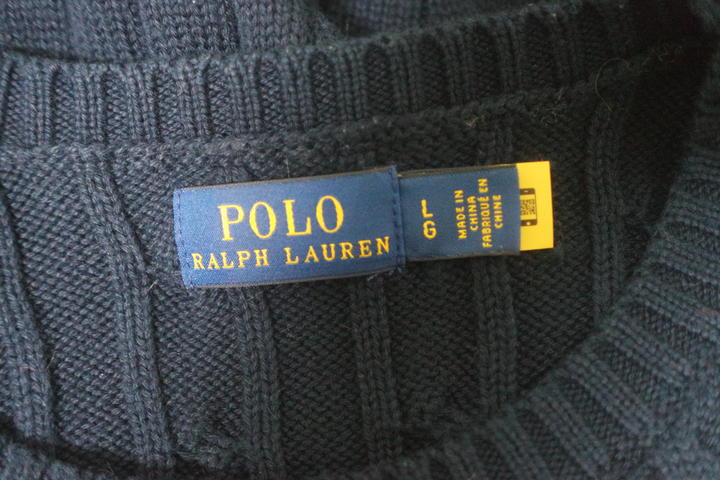 POLO
RALPH LAUREN
L
G
MADE IN
CHINA
FABRIQUÉ EN
CHINE